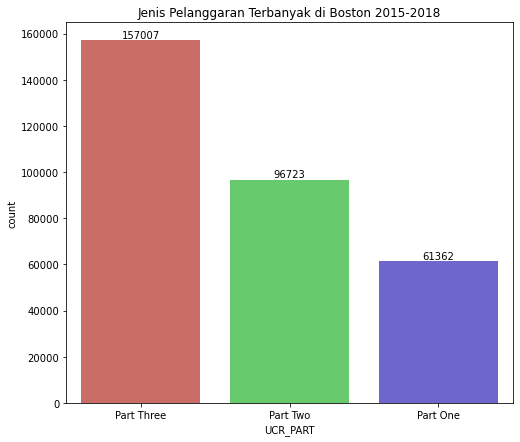 Jenis Pelanggaran Terbanyak di Boston 2015-2018
160000
140000
120000
100000
80000
60000
40000
20000
0
count
157007
96723
61362
Part Three
Part Two
Part One
UCR_PART